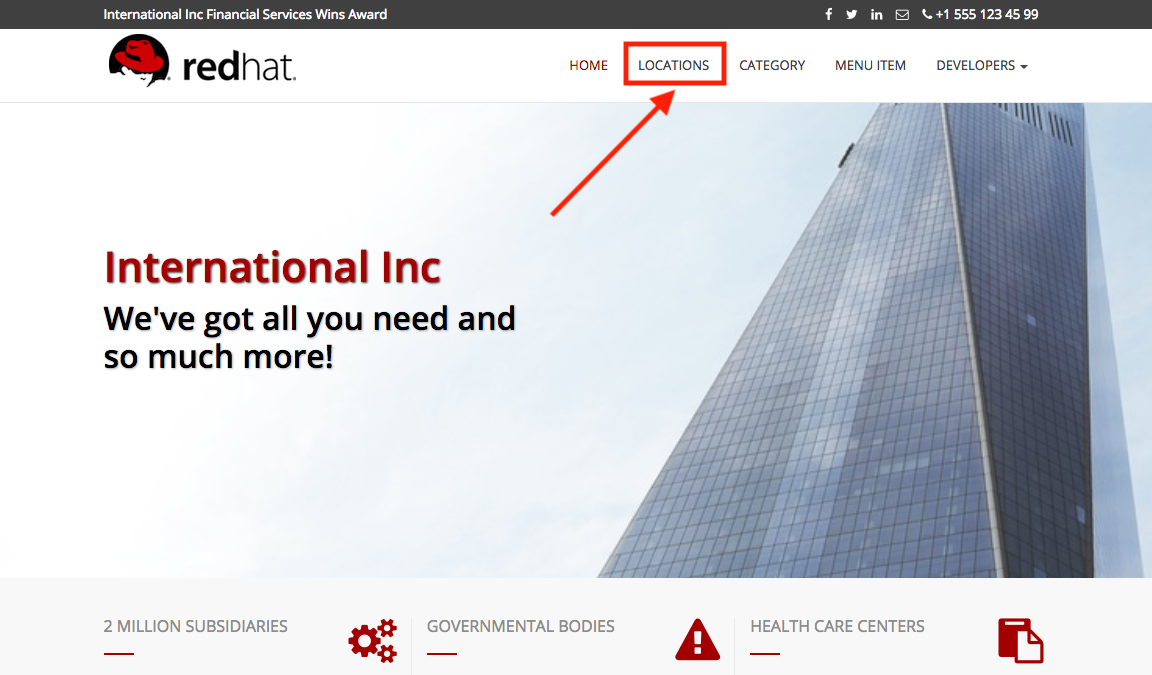 International Inc Financial Services Wins Award
+1 555 123 45 99
redhat.
HOME
LOCATIONS
CATEGORY
MENU ITEM
DEVELOPERS
International Inc
We've got all you need and
so much more!
2 MILLION SUBSIDIARIES
GOVERNMENTAL BODIES
HEALTH CARE CENTERS